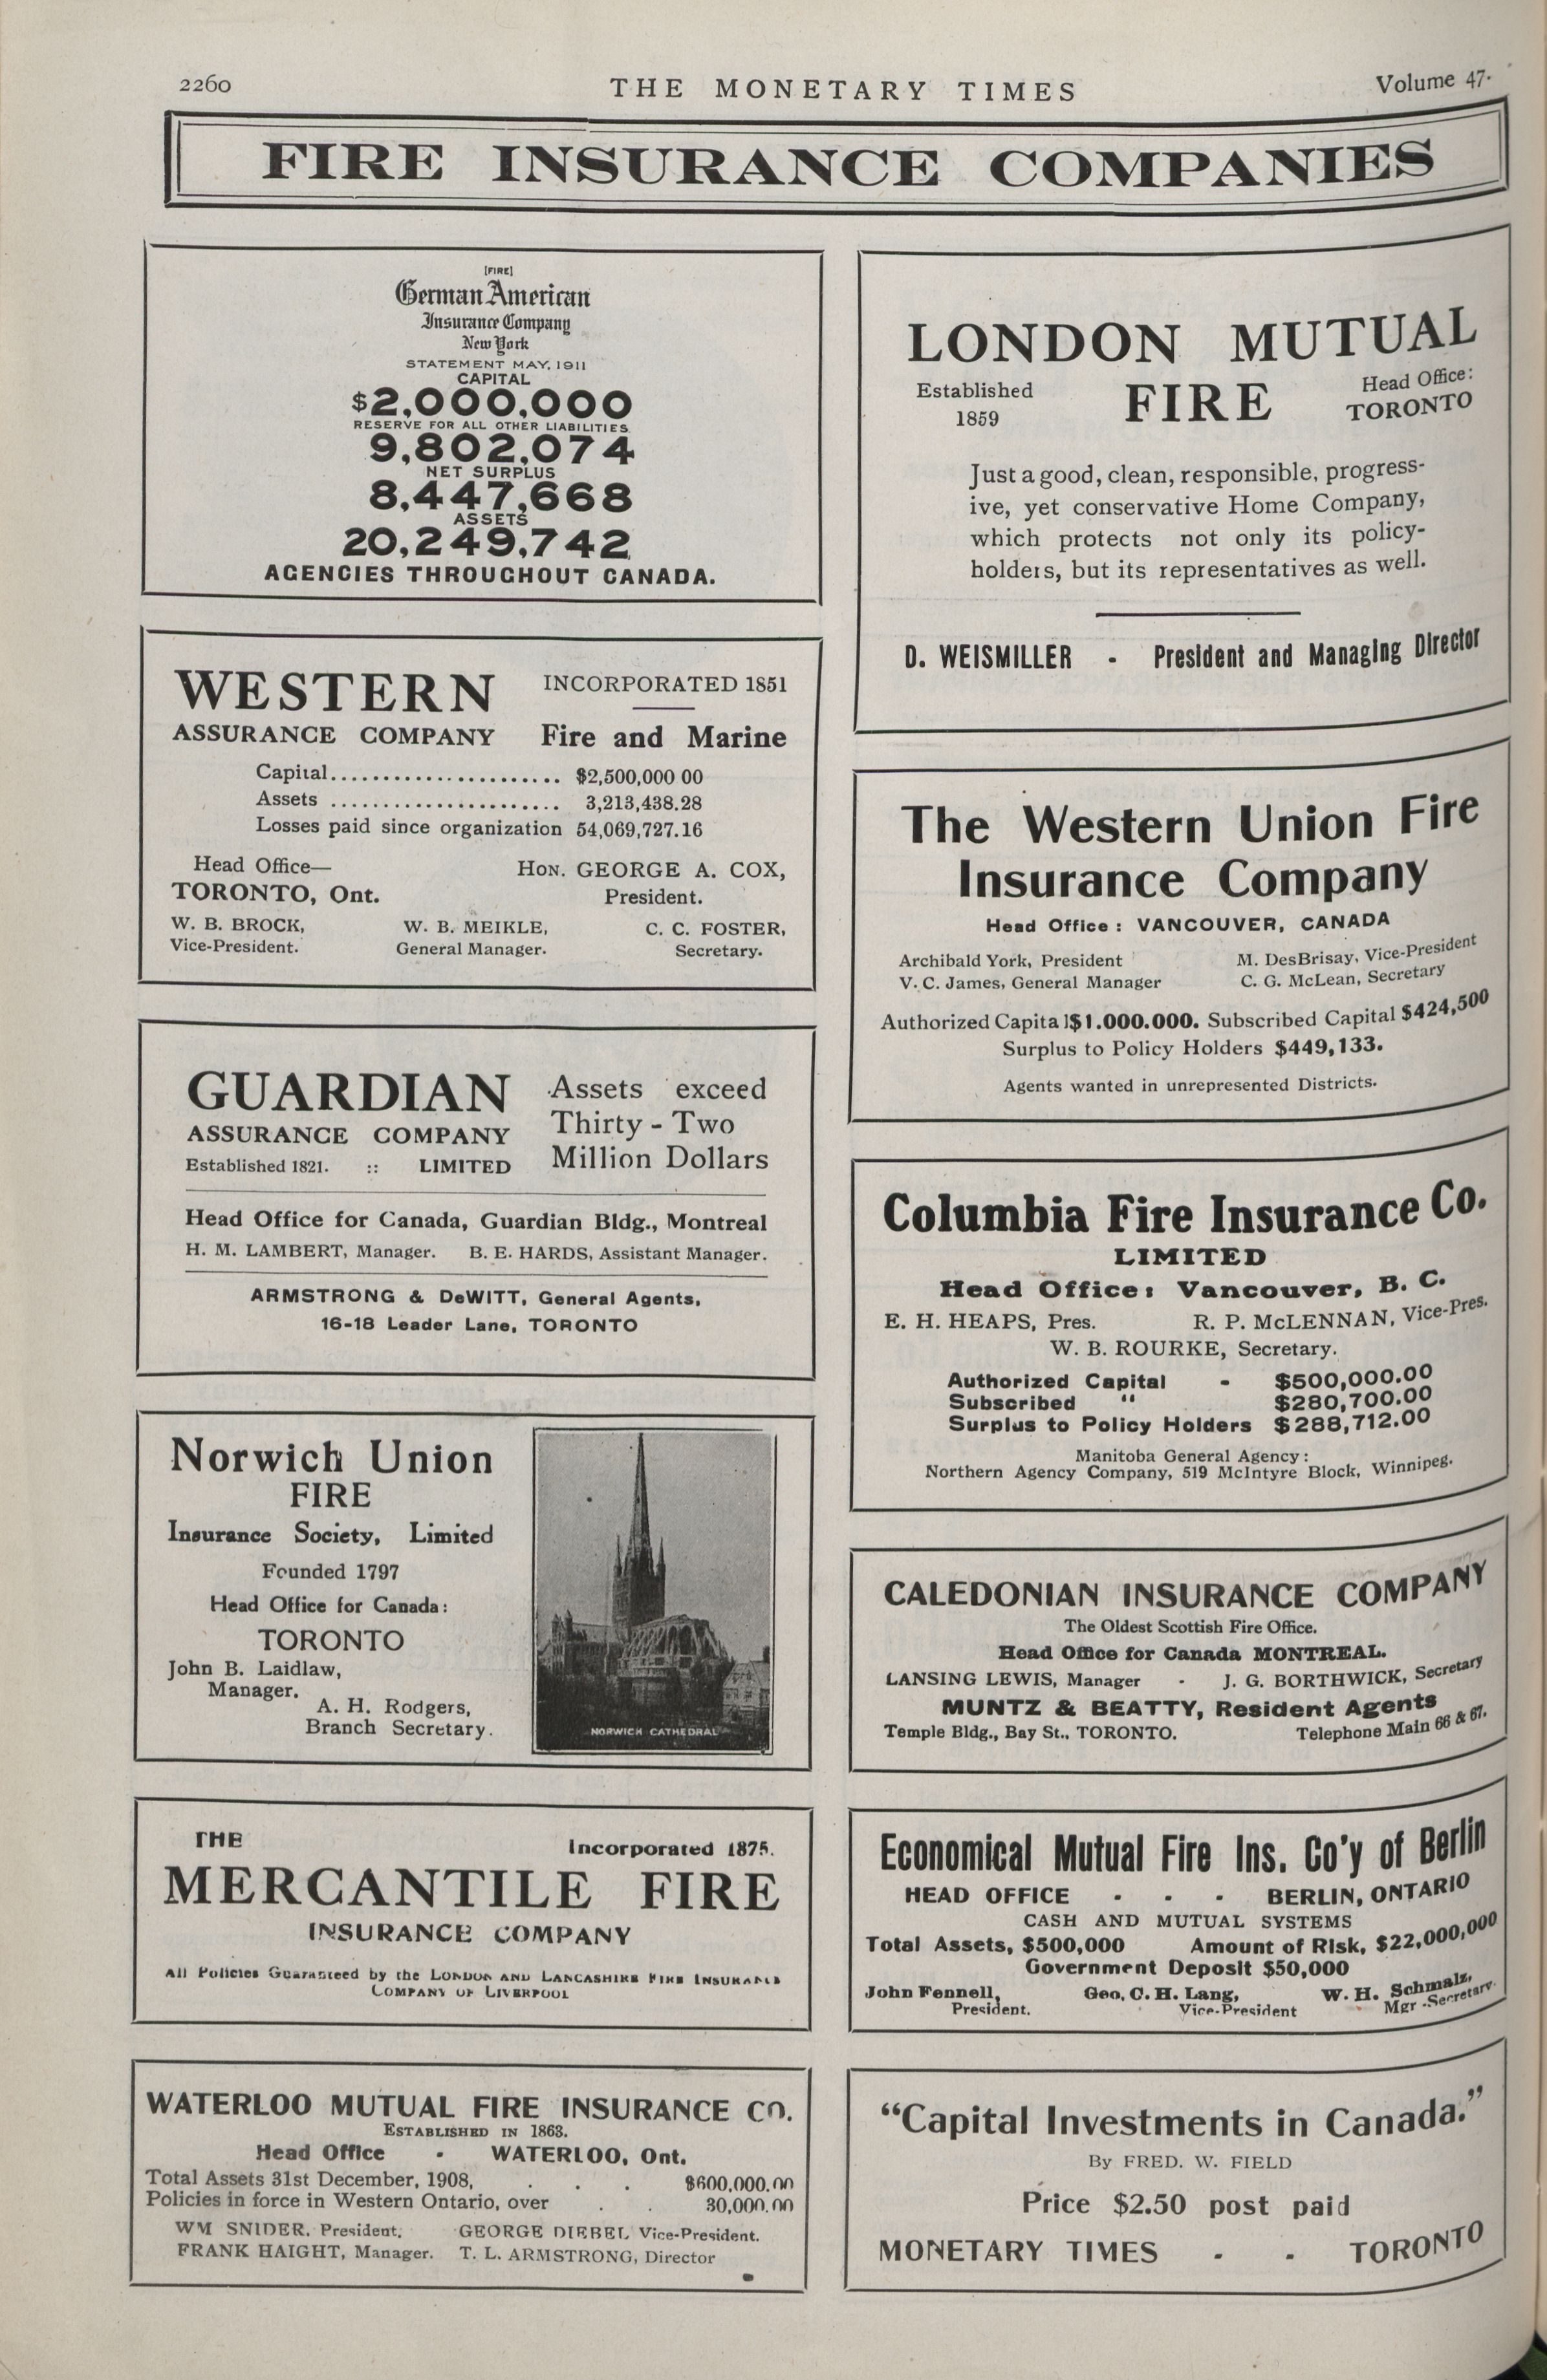 2260
THE MONETARY TIMES
Volume 47.
FIRE INSURANCE COMPANIES
[FIRE]
German American
Insurance Company
New York
STATEMENT MAY, 1911
CAPITAL
$2,000,000
RESERVE FOR ALL OTHER LIABILITIES
9,802,074
NET SURPLUS
8,447,668
ASSETS
20,249,742
AGENCIES THROUGHOUT CANADA.
WESTERN INCORPORATED 1851
ASSURANCE COMPANY Fire and Marine
Capital...................... $2,500,000 00
Assets ...................... 3,213,438.28
Losses paid since organization 54,069,727.16
Head Office— HON. GEORGE A. COX,
TORONTO, Ont. President.
W. B. BROCK, W. B. MEIKLE, C. C. FOSTER,
Vice-President. General Manager. Secretary.
GUARDIAN Assets exceed
ASSURANCE COMPANY Thirty - Two
Established 1821. :: LIMITED Million Dollars
Head Office for Canada, Guardian Bldg., Montreal
H. M. LAMBERT, Manager. B. E. HARDS, Assistant Manager.
ARMSTRONG & DeWITT, General Agents,
16-18 Leader Lane, TORONTO
Norwich Union
FIRE
Insurance Society, Limited
Founded 1797
Head Office for Canada:
TORONTO
John B. Laidlaw,
Manager.
A. H. Rodgers,
Branch Secretary.
NORWICH CATHEDRAL
THE Incorporated 1875.
MERCANTILE FIRE
INSURANCE COMPANY
All Policies Guaranteed by the LONDON AND LANCASHIRE FIRE INSURANCE
COMPANY OF LIVERPOOL
WATERLOO MUTUAL FIRE INSURANCE CO.
ESTABLISHED IN 1863.
Head Office - WATERLOO, Ont.
Total Assets 31st December, 1908, . . . $600,000.00
Policies in force in Western Ontario, over . . 30,000.00
WM SNIDER, President, GEORGE DIEBEL Vice-President.
FRANK HAIGHT, Manager. T. L. ARMSTRONG, Director
LONDON MUTUAL
Established FIRE Head Office:
1859 TORONTO
Just a good, clean, responsible, progress-
ive, yet conservative Home Company,
which protects not only its policy-
holders, but its representatives as well.
D. WEISMILLER - President and Managing Director
The Western Union Fire
Insurance Company
Head Office : VANCOUVER, CANADA
Archibald York, President M. DesBrisay, Vice-President
V. C. James, General Manager C. G. McLean, Secretary
Authorized Capital $1.000.000. Subscribed Capital $424,500
Surplus to Policy Holders $449,133.
Agents wanted in unrepresented Districts.
Columbia Fire Insurance Co.
LIMITED
Head Office: Vancouver, B. C.
E. H. HEAPS, Pres. R. P. McLENNAN, Vice-Pres.
W. B. ROURKE, Secretary.
Authorized Capital - $500,000.00
Subscribed " $280,700.00
Surplus to Policy Holders $288,712.00
Manitoba General Agency:
Northern Agency Company, 519 McIntyre Block, Winnipeg.
CALEDONIAN INSURANCE COMPANY
The Oldest Scottish Fire Office.
Head Office for Canada MONTREAL.
LANSING LEWIS, Manager - J. G. BORTHWICK, Secretary
MUNTZ & BEATTY, Resident Agents
Temple Bldg., Bay St., TORONTO. Telephone Main 66 & 67.
Economical Mutual Fire Ins. Co'y of Berlin
HEAD OFFICE - - - BERLIN, ONTARIO
CASH AND MUTUAL SYSTEMS
Total Assets, $500,000 Amount of Risk, $22,000,000
Government Deposit $50,000
John Fennell, Geo. C. H. Lang, W. H. Schmalz,
President. Vice-President Mgr -Secretary.
"Capital Investments in Canada."
By FRED. W. FIELD
Price $2.50 post paid
MONETARY TIMES - - TORONTO